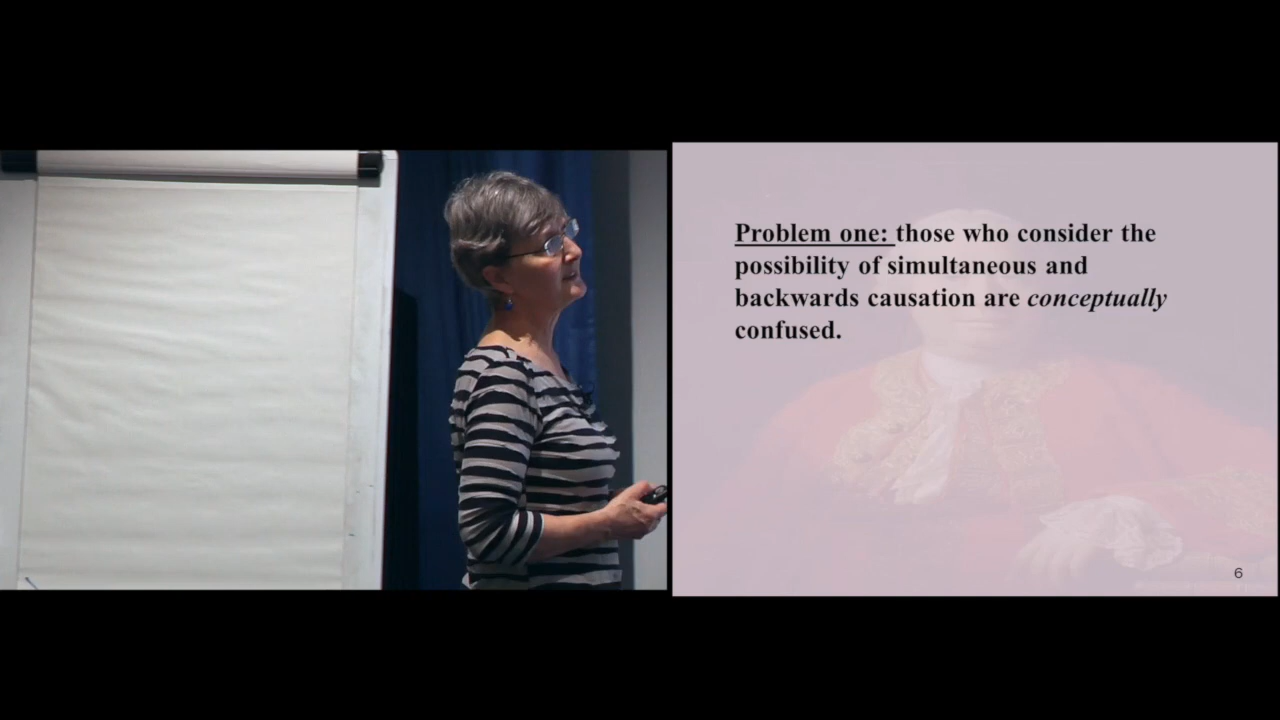 Problem one: those who consider the
possibility of simultaneous and
backwards causation are conceptually
confused.
6